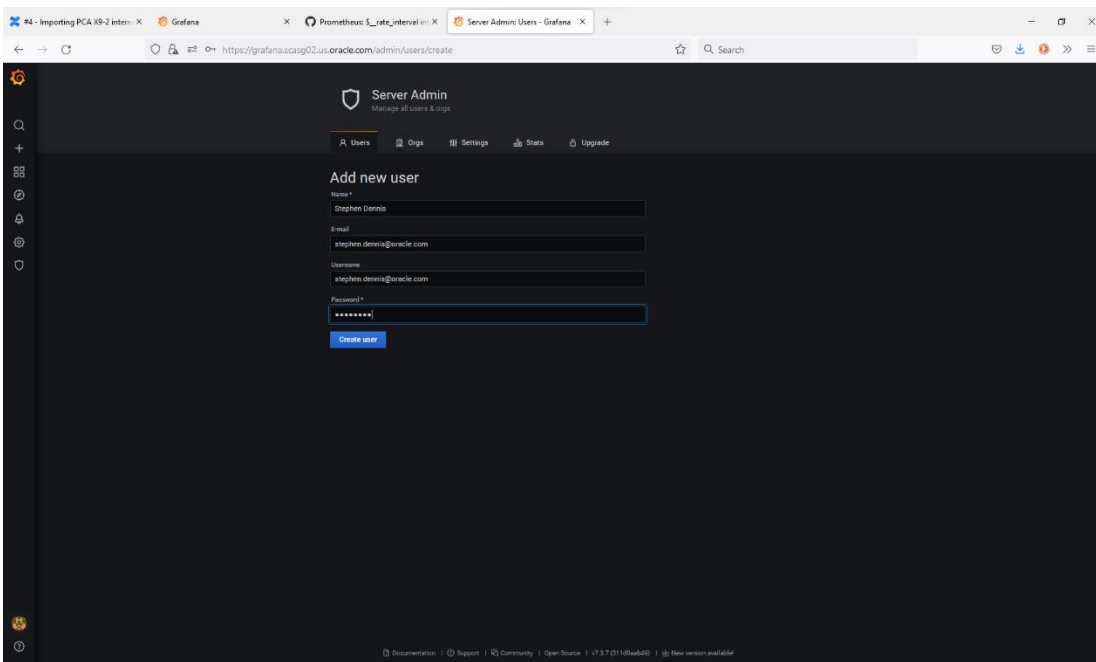 #4 - Importing PCA X9-2 intern
Grafana
Prometheus: $__rate_interval in
Server Admin: Users - Grafana
https://grafana.scasg02.us.oracle.com/admin/users/create
Search
Server Admin
Manage all users & orgs
Users Orgs Settings Stats Upgrade
Add new user
Name *
Stephen Dennis
E-mail
stephen.dennis@oracle.com
Username
stephen.dennis@oracle.com
Password *
••••••••
Create user
Documentation | Support | Community | Open Source | v7.3.7 (311d0aab49) | New version available!